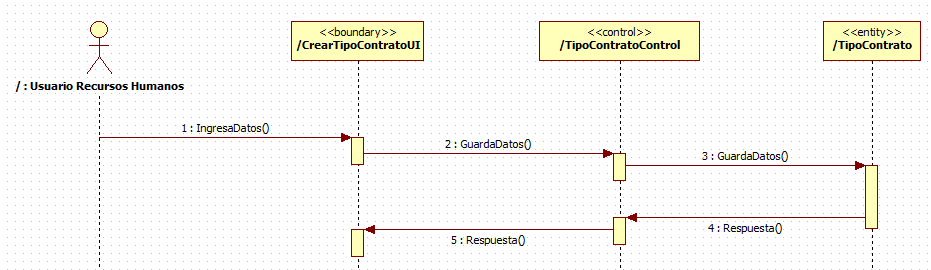 <<boundary>>
/CrearTipoContratoUI
<<control>>
/TipoContratoControl
<<entity>>
/TipoContrato
/ : Usuario Recursos Humanos
1 : IngresaDatos()
2 : GuardaDatos()
3 : GuardaDatos()
4 : Respuesta()
5 : Respuesta()